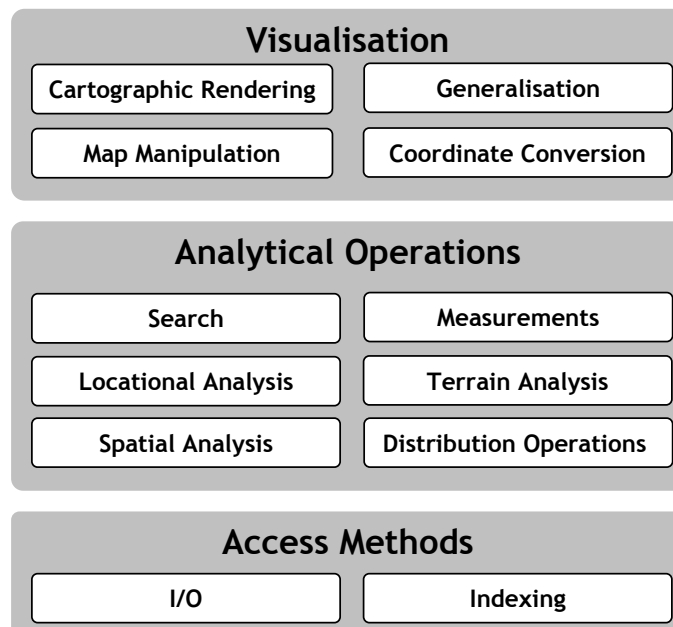 Visualisation
Cartographic Rendering
Generalisation
Map Manipulation
Coordinate Conversion
Analytical Operations
Search
Measurements
Locational Analysis
Terrain Analysis
Spatial Analysis
Distribution Operations
Access Methods
I/O
Indexing